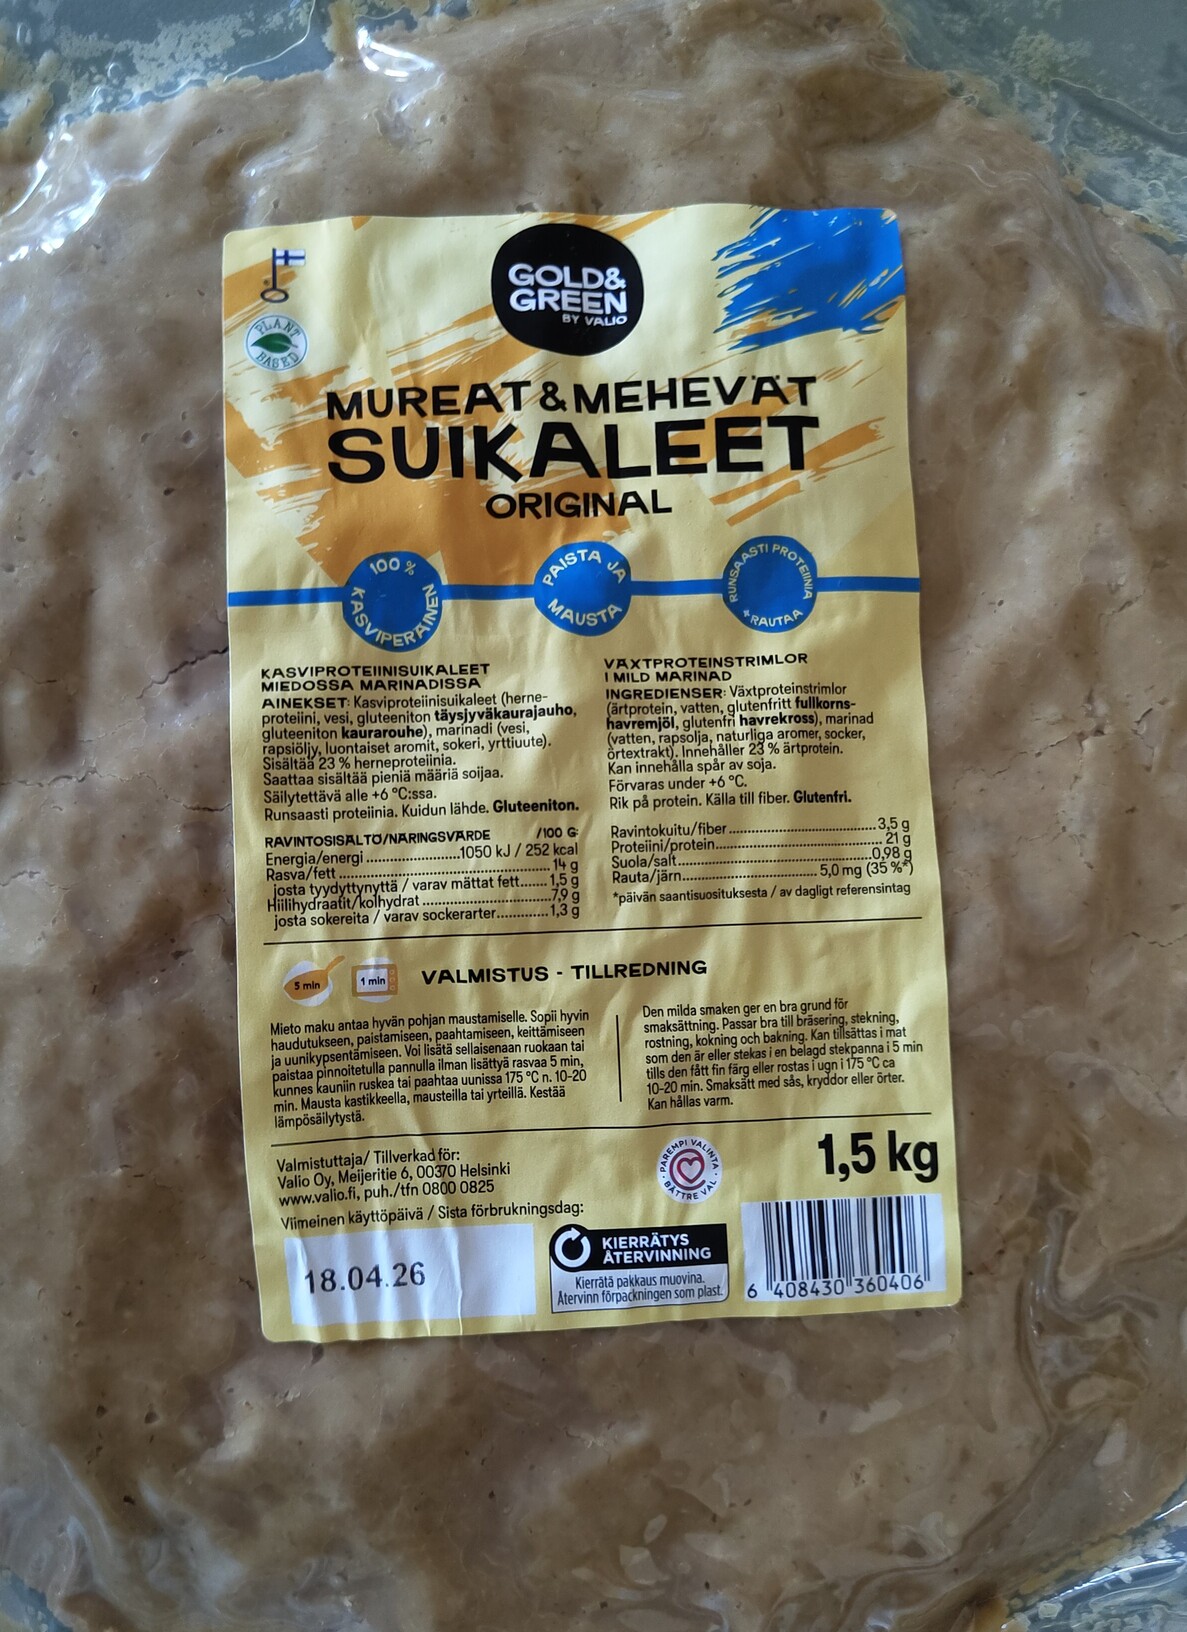 GOLD&
GREEN
BY VALIO
PLANT
BASED
MUREAT & MEHEVÄT
SUIKALEET
ORIGINAL
100 %
KASVIPERÄINEN
PAISTA JA
MAUSTA
RUNSAASTI PROTEIINIA
+ RAUTAA
KASVIPROTEIINISUIKALEET
MIEDOSSA MARINADISSA
AINEKSET: Kasviproteiinisuikaleet (herne-
proteiini, vesi, gluteeniton täysjyväkaurajauho,
gluteeniton kaurarouhe), marinadi (vesi,
rapsiöljy, luontaiset aromit, sokeri, yrttiuute).
Sisältää 23 % herneproteiinia.
Saattaa sisältää pieniä määriä soijaa.
Säilytettävä alle +6 °C:ssa.
Runsaasti proteiinia. Kuidun lähde. Gluteeniton.
VÄXTPROTEINSTRIMLOR
I MILD MARINAD
INGREDIENSER: Växtproteinstrimlor
(ärtprotein, vatten, glutenfritt fullkorns-
havremjöl, glutenfri havrekross), marinad
(vatten, rapsolja, naturliga aromer, socker,
örtextrakt). Innehåller 23 % ärtprotein.
Kan innehålla spår av soja.
Förvaras under +6 °C.
Rik på protein. Källa till fiber. Glutenfri.
RAVINTOSISÄLTÖ/NÄRINGSVÄRDE /100 G:
Energia/energi ......................1050 kJ / 252 kcal
Rasva/fett ........................................14 g
josta tyydyttynyttä / varav mättat fett.......1,5 g
Hiilihydraatit/kolhydrat ..........................7,9 g
josta sokereita / varav sockerarter............1,3 g
Ravintokuitu/fiber ..............................3,5 g
Proteiini/protein..................................21 g
Suola/salt........................................0,98 g
Rauta/järn............................5,0 mg (35 %*)
*päivän saantisuosituksesta / av dagligt referensintag
5 min
1 min
VALMISTUS - TILLREDNING
Mieto maku antaa hyvän pohjan maustamiselle. Sopii hyvin
haudutukseen, paistamiseen, paahtamiseen, keittämiseen
ja uunikypsentämiseen. Voi lisätä sellaisenaan ruokaan tai
paistaa pinnoitetulla pannulla ilman lisättyä rasvaa 5 min,
kunnes kauniin ruskea tai paahtaa uunissa 175 °C n. 10-20
min. Mausta kastikkeella, mausteilla tai yrteillä. Kestää
lämpösäilytystä.
Den milda smaken ger en bra grund för
smaksättning. Passar bra till bräsering, stekning,
rostning, kokning och bakning. Kan tillsättas i mat
som den är eller stekas i en belagd stekpanna i 5 min
tills den fått fin färg eller rostas i ugn i 175 °C ca
10-20 min. Smaksätt med sås, kryddor eller örter.
Kan hållas varm.
Valmistuttaja/ Tillverkad för:
Valio Oy, Meijeritie 6, 00370 Helsinki
www.valio.fi, puh./tfn 0800 0825
Viimeinen käyttöpäivä / Sista förbrukningsdag:
18.04.26
PAREMPI VALINTA
BÄTTRE VAL
1,5 kg
KIERRÄTYS
ÅTERVINNING
Kierrätä pakkaus muovina.
Återvinn förpackningen som plast.
6 408430 360406